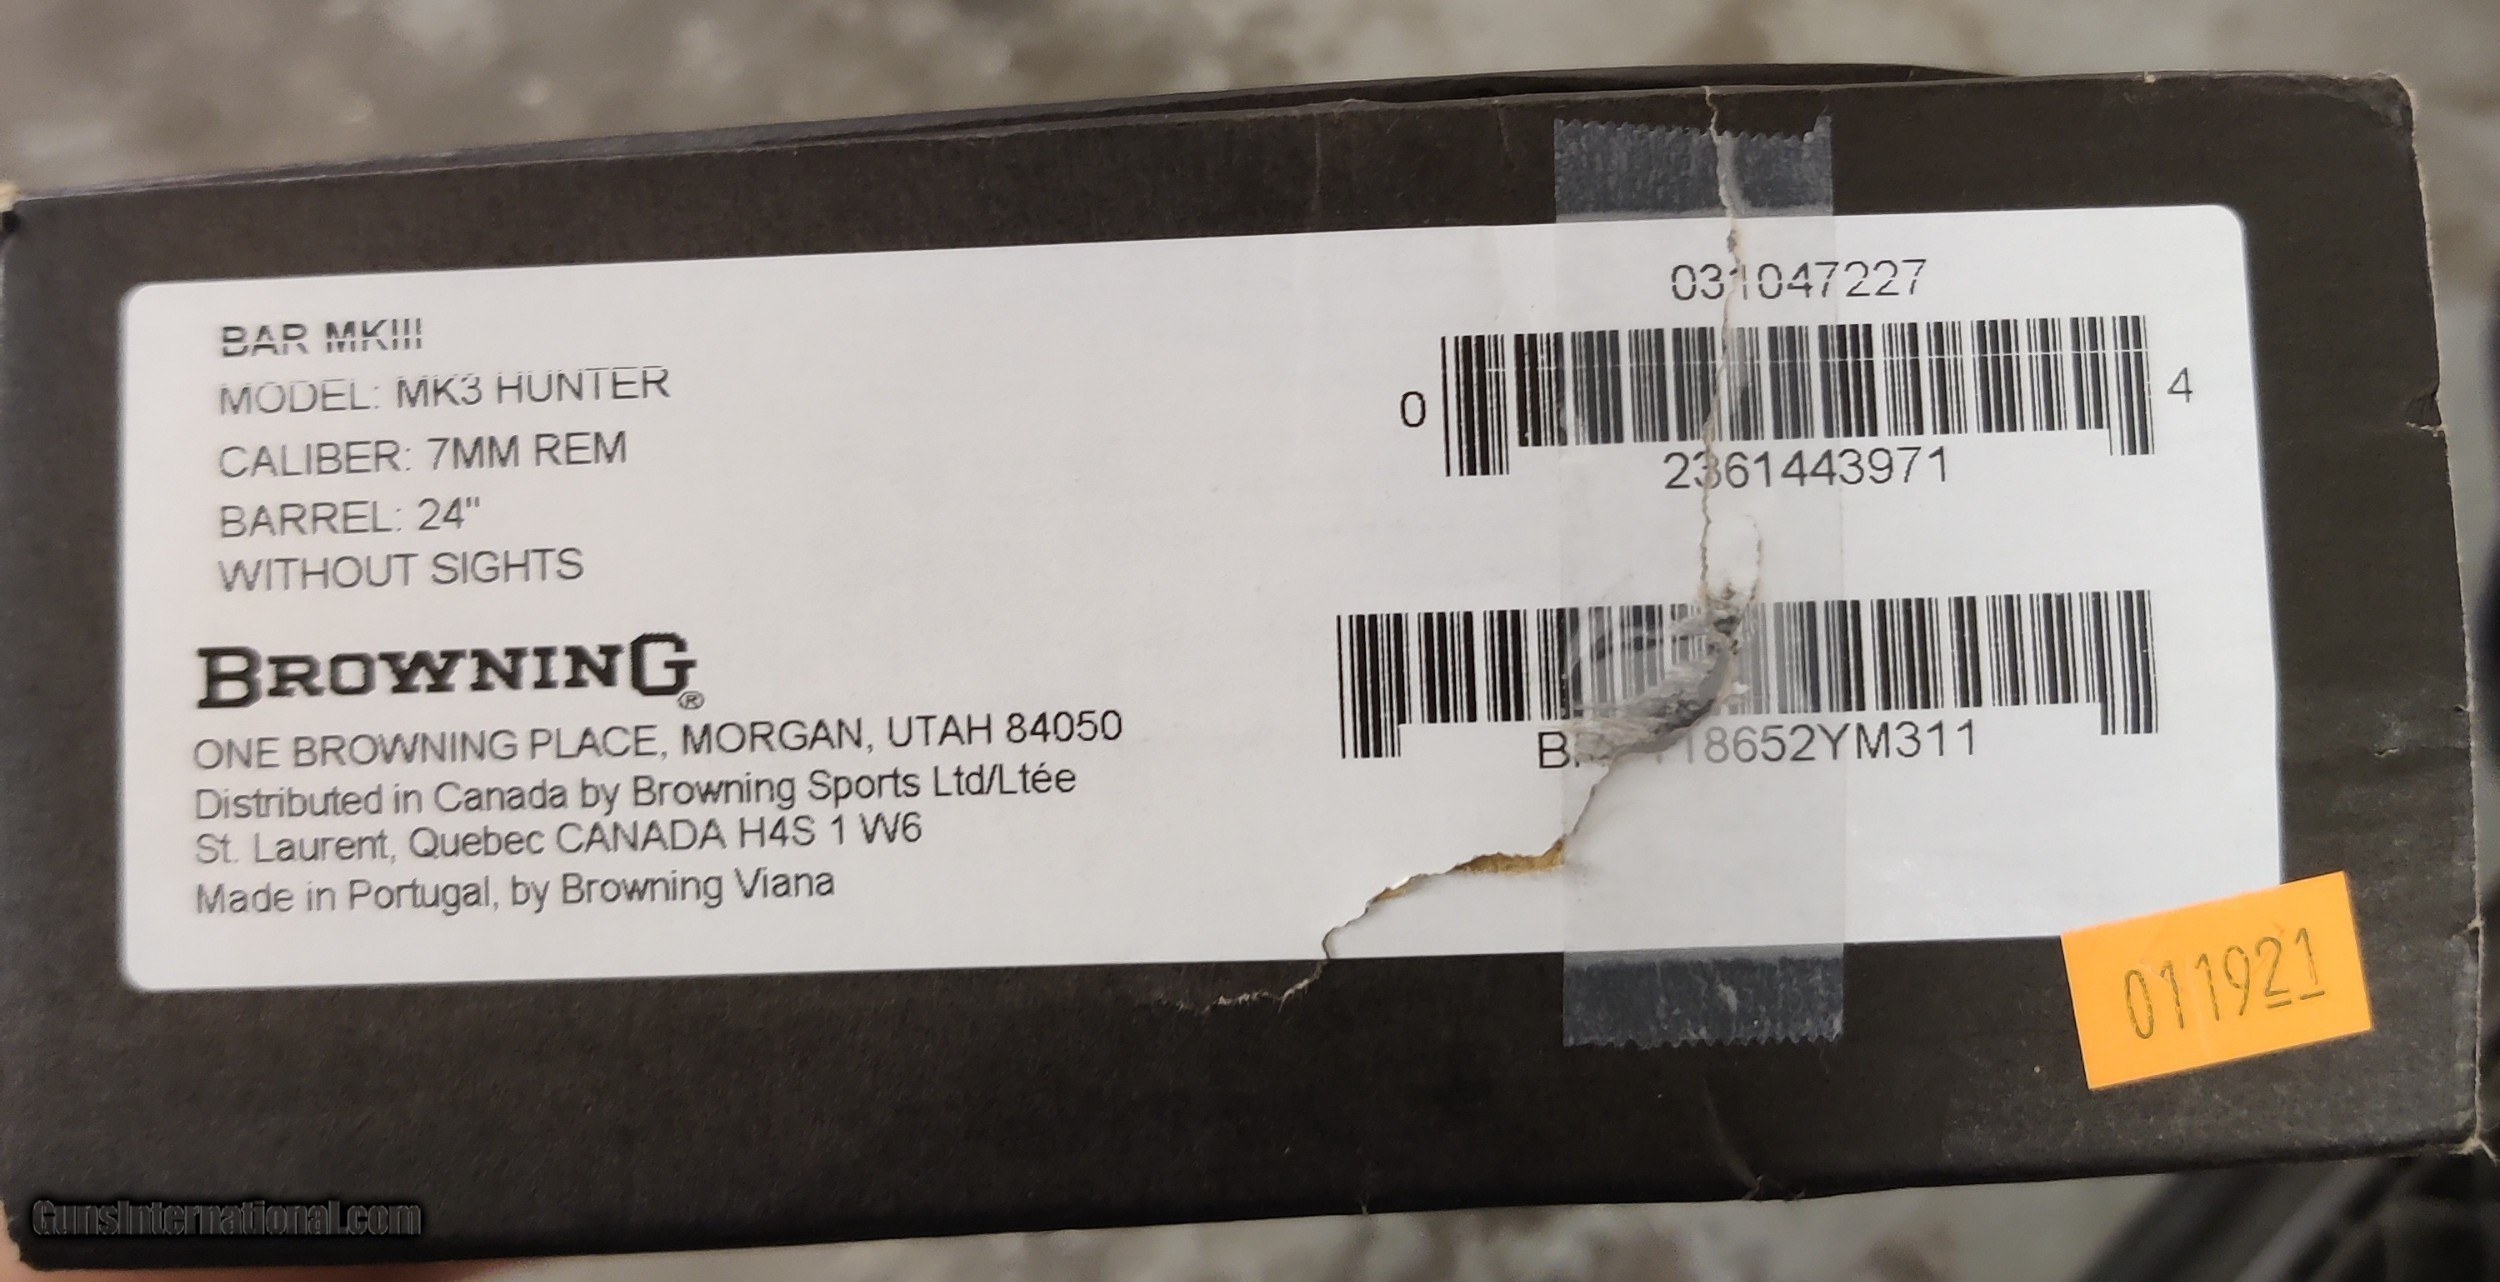 BAR MKIII
MODEL: MK3 HUNTER
CALIBER: 7MM REM
BARREL: 24"
WITHOUT SIGHTS
BROWNING®
ONE BROWNING PLACE, MORGAN, UTAH 84050
Distributed in Canada by Browning Sports Ltd/Ltée
St. Laurent, Quebec CANADA H4S 1 W6
Made in Portugal, by Browning Viana
031047227
0 4
2361443971
011921
GunsInternational.com